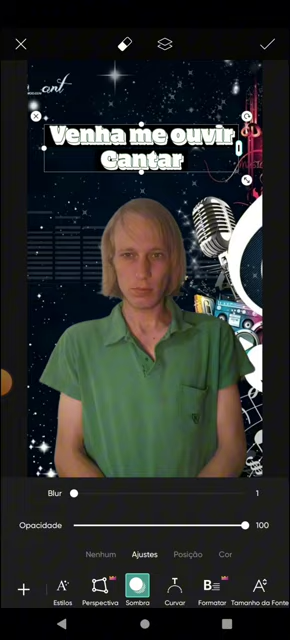 art
Venha me ouvir
Cantar
Blur 1
Opacidade 100
Nenhum Ajustes Posição Cor
Estilos Perspectiva Sombra Curvar Formatar Tamanho da Fonte